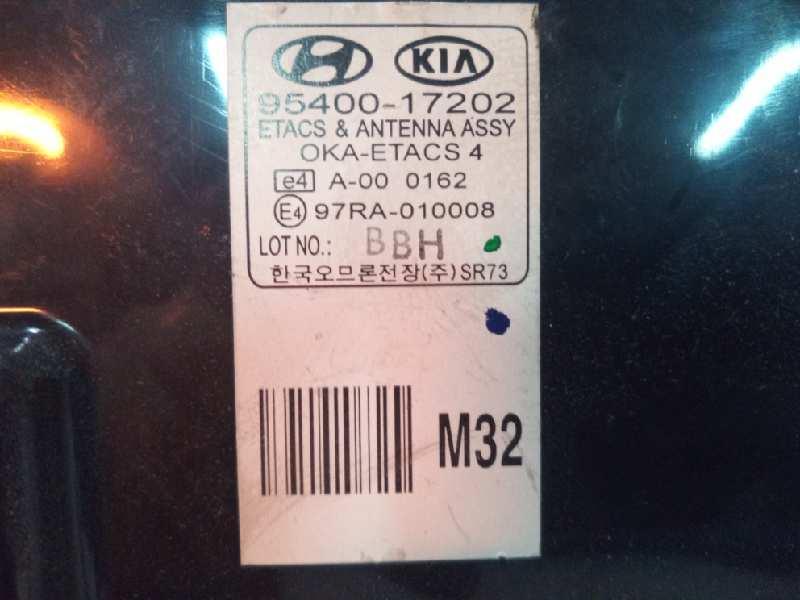 KIA
95400-17202
ETACS & ANTENNA ASSY
OKA-ETACS 4
e4 A-00 0162
E4 97RA-010008
LOT NO.: BBH
한국오므론전장(주) SR73
M32